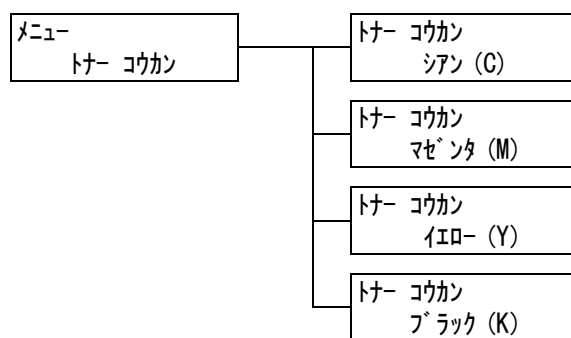 ﾒﾆｭｰ
ﾄﾅｰ ｺｳｶﾝ
ﾄﾅｰ ｺｳｶﾝ
ｼｱﾝ (C)
ﾄﾅｰ ｺｳｶﾝ
ﾏｾﾞﾝﾀ (M)
ﾄﾅｰ ｺｳｶﾝ
ｲｴﾛｰ (Y)
ﾄﾅｰ ｺｳｶﾝ
ﾌﾞﾗｯｸ (K)